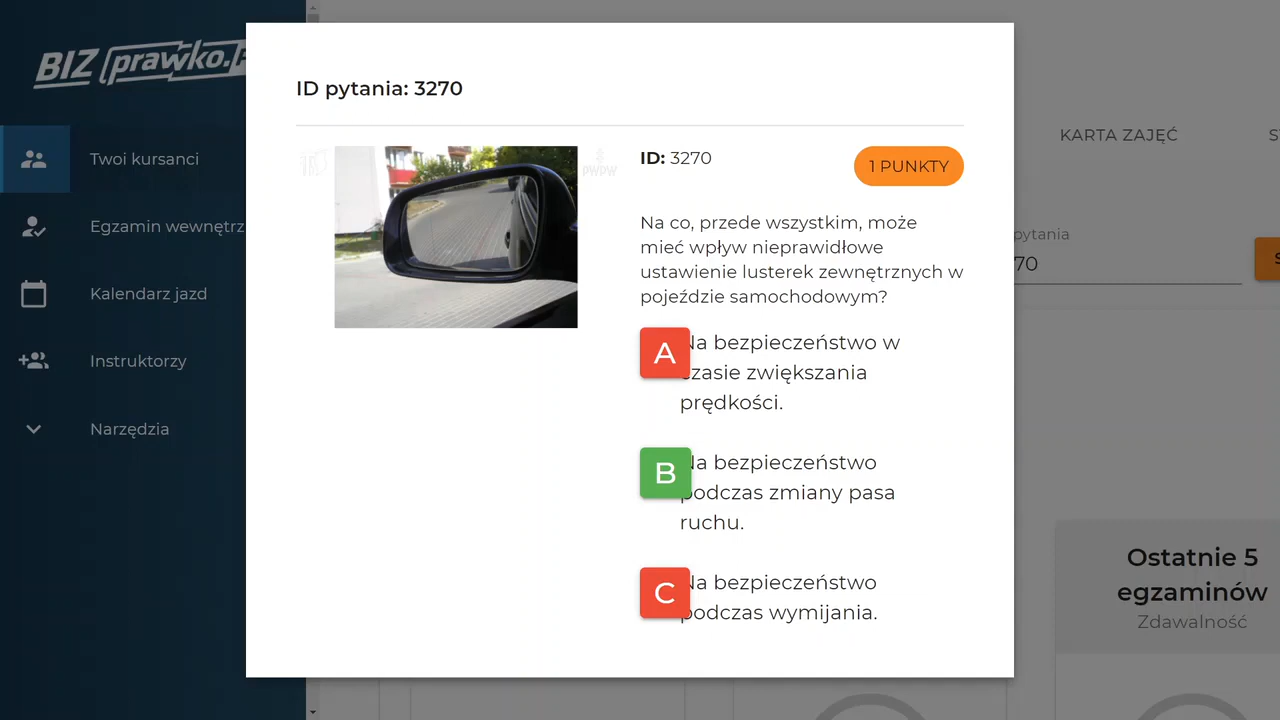 BIZ prawko.
Twoi kursanci
Egzamin wewnętrz
Kalendarz jazd
Instruktorzy
Narzędzia
ID pytania: 3270
PWPW
ID: 3270
1 PUNKTY
Na co, przede wszystkim, może
mieć wpływ nieprawidłowe
ustawienie lusterek zewnętrznych w
pojeździe samochodowym?
A
Na bezpieczeństwo w
czasie zwiększania
prędkości.
B
Na bezpieczeństwo
podczas zmiany pasa
ruchu.
C
Na bezpieczeństwo
podczas wymijania.
KARTA ZAJĘĆ
S
pytania
70
S
Ostatnie 5
egzaminów
Zdawalność